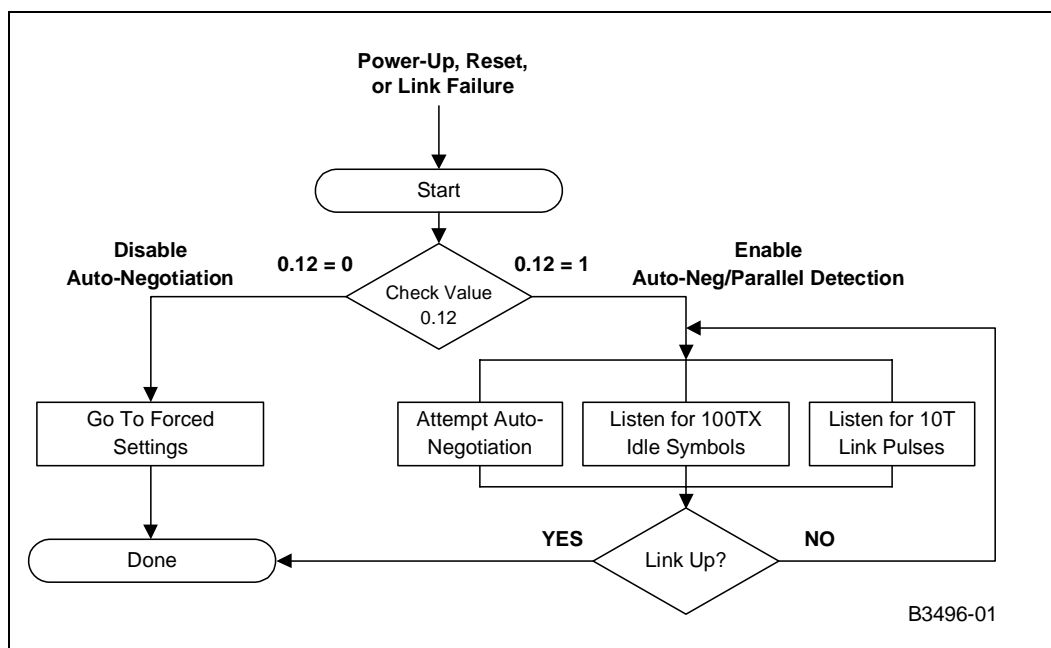 Power-Up, Reset,
or Link Failure
Start
Disable
Auto-Negotiation
0.12 = 0
0.12 = 1
Enable
Auto-Neg/Parallel Detection
Check Value
0.12
Go To Forced
Settings
Attempt Auto-
Negotiation
Listen for 100TX
Idle Symbols
Listen for 10T
Link Pulses
Done
YES
Link Up?
NO
B3496-01